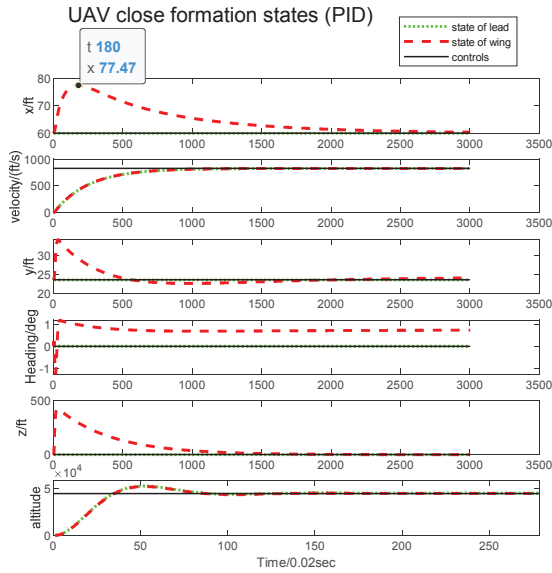 UAV close formation states (PID)
state of lead
state of wing
controls
t 180
x 77.47
x/ft
80
70
60
0 500 1000 1500 2000 2500 3000 3500
velocity/(ft/s)
1000
500
0
0 500 1000 1500 2000 2500 3000 3500
y/ft
30
25
20
0 500 1000 1500 2000 2500 3000 3500
Heading/deg
1
0
-1
0 500 1000 1500 2000 2500 3000 3500
z/ft
500
0
0 500 1000 1500 2000 2500 3000 3500
×10⁴
altitude
5
0
0 50 100 150 200 250
Time/0.02sec